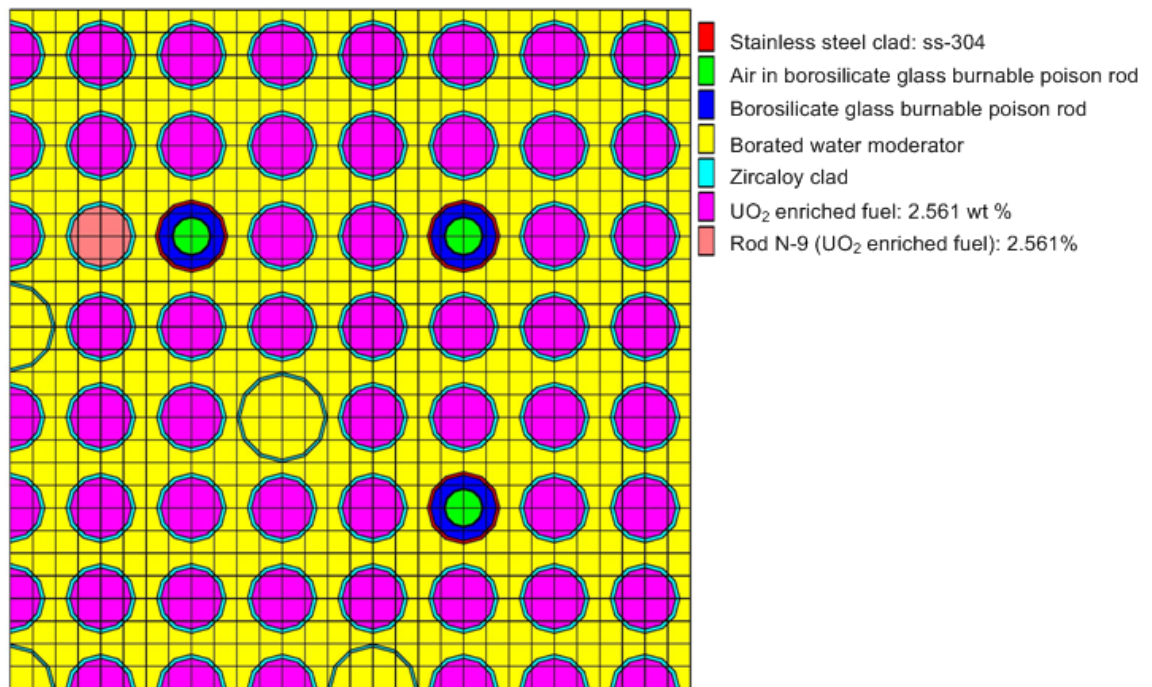 Stainless steel clad: ss-304
Air in borosilicate glass burnable poison rod
Borosilicate glass burnable poison rod
Borated water moderator
Zircaloy clad
UO₂ enriched fuel: 2.561 wt %
Rod N-9 (UO₂ enriched fuel): 2.561%